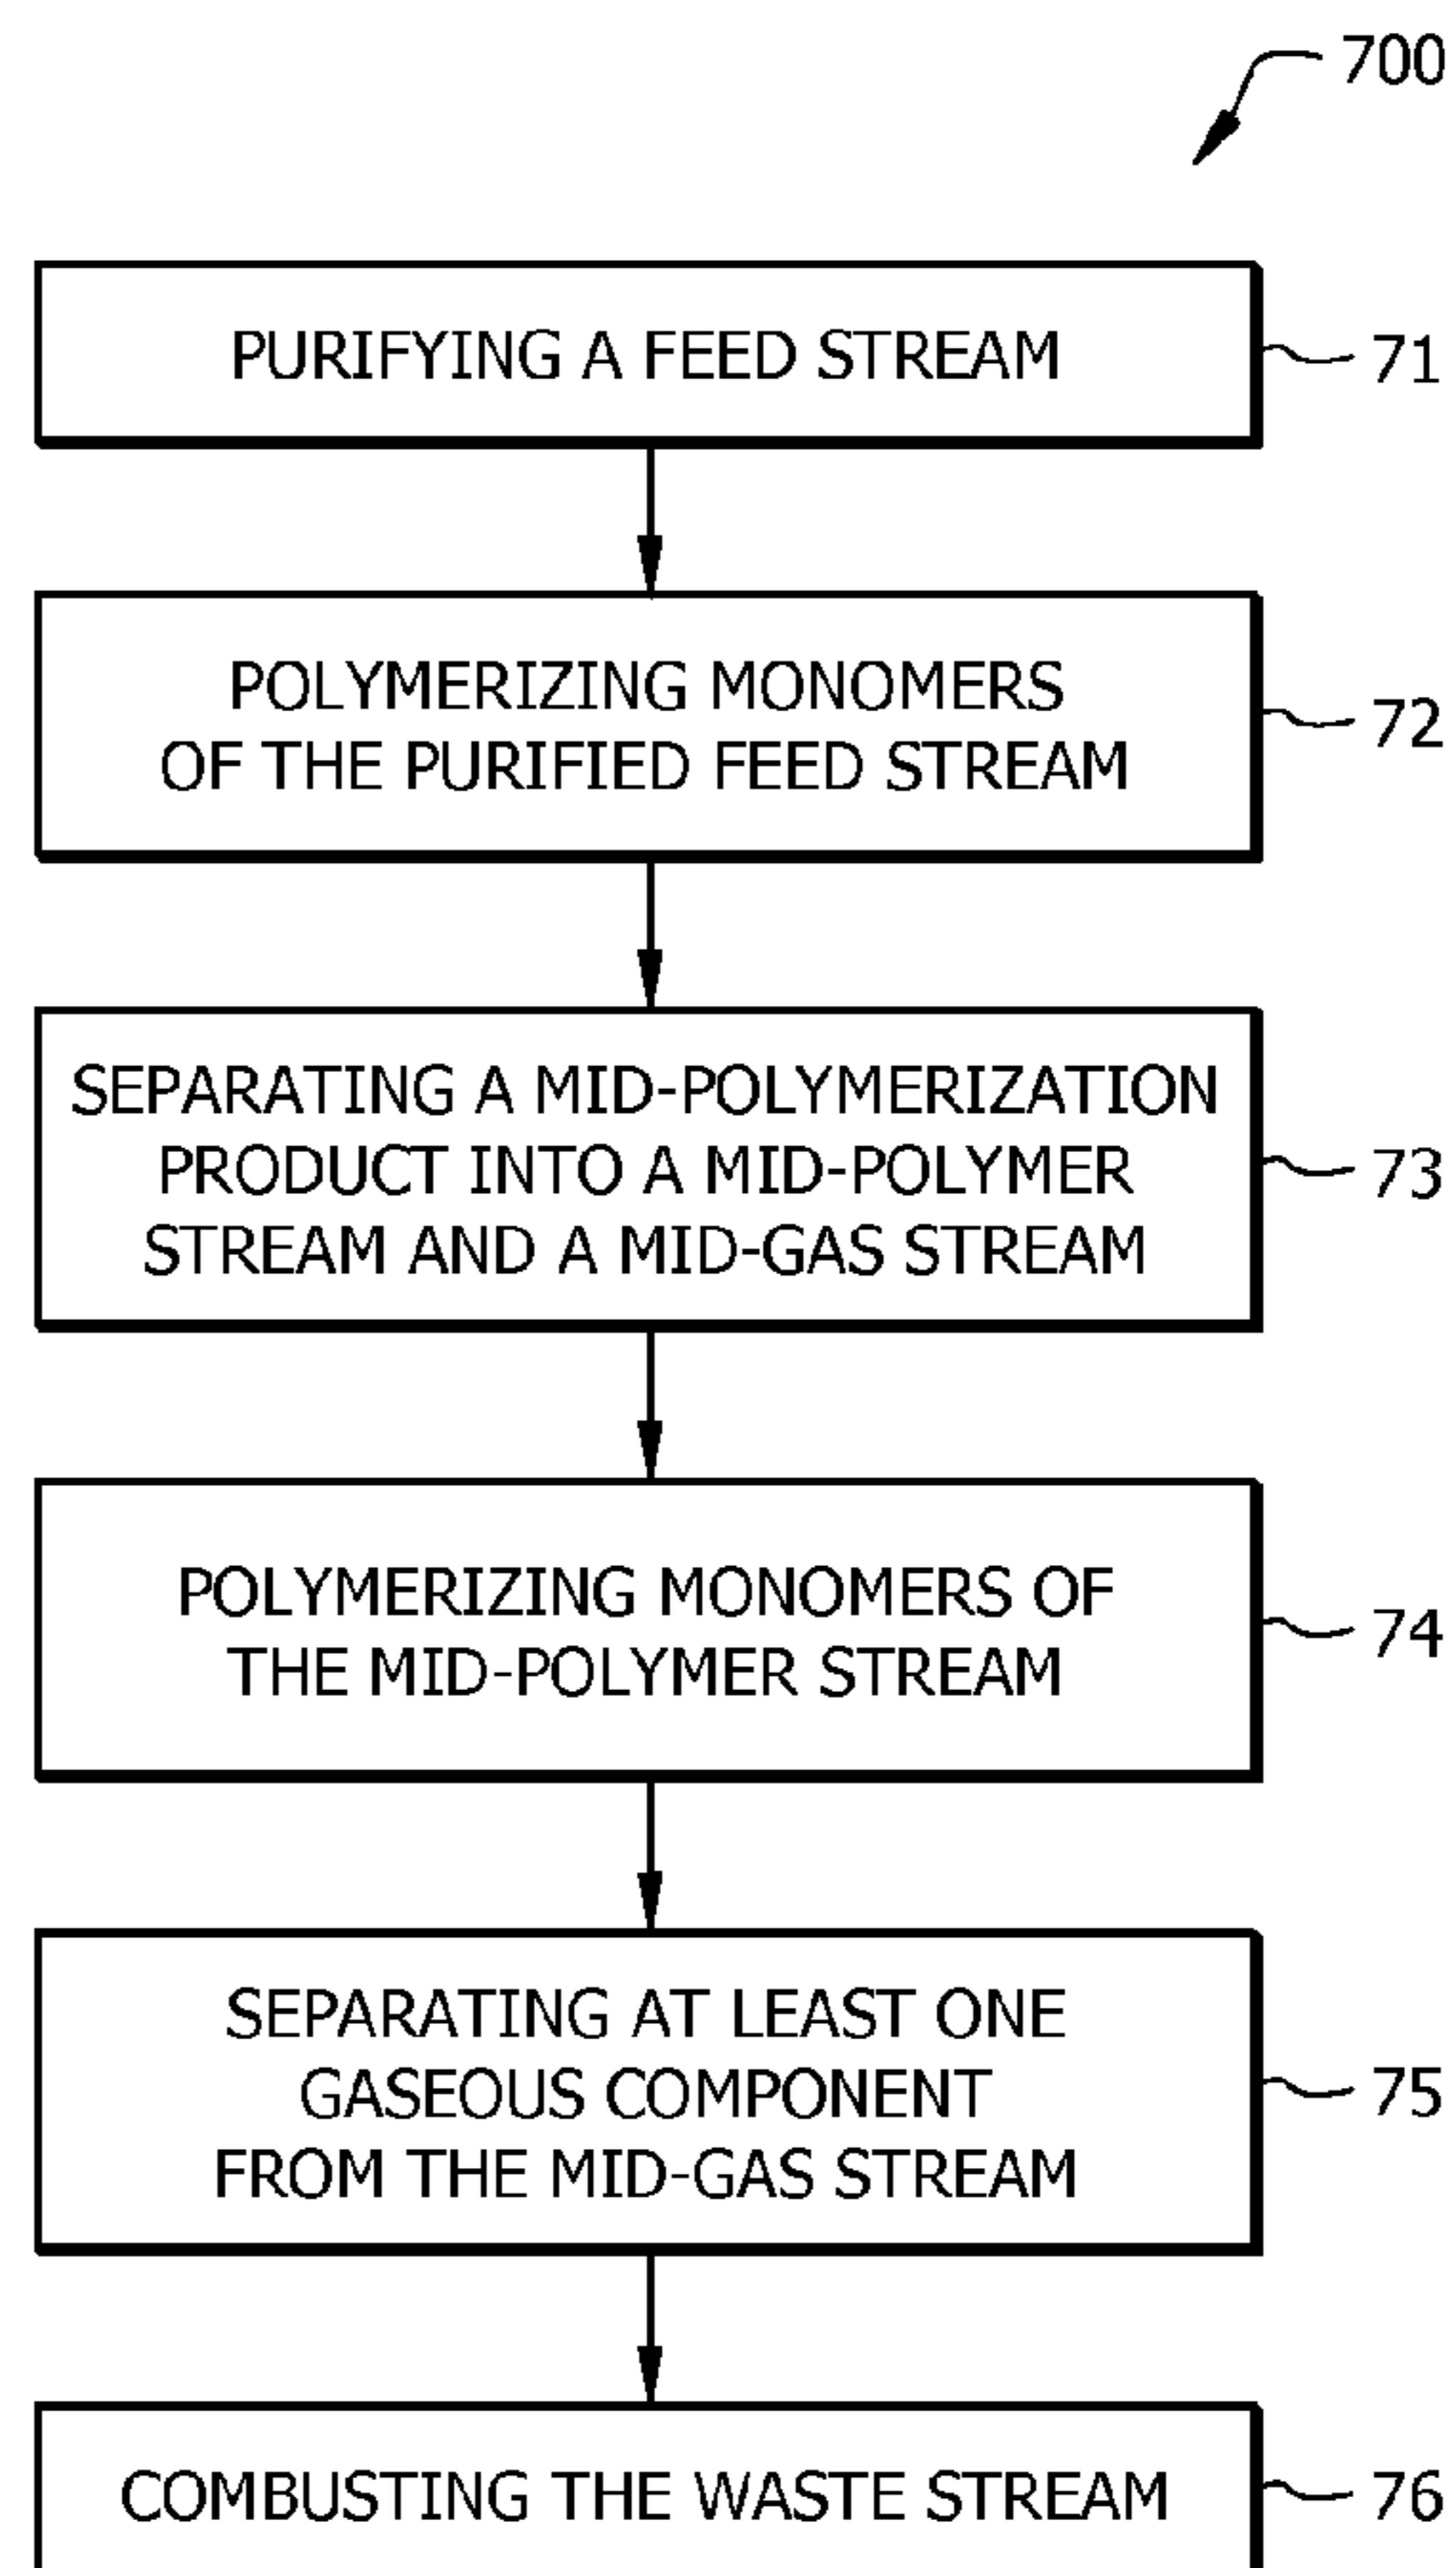 700
PURIFYING A FEED STREAM
71
POLYMERIZING MONOMERS
OF THE PURIFIED FEED STREAM
72
SEPARATING A MID-POLYMERIZATION
PRODUCT INTO A MID-POLYMER
STREAM AND A MID-GAS STREAM
73
POLYMERIZING MONOMERS OF
THE MID-POLYMER STREAM
74
SEPARATING AT LEAST ONE
GASEOUS COMPONENT
FROM THE MID-GAS STREAM
75
COMBUSTING THE WASTE STREAM
76